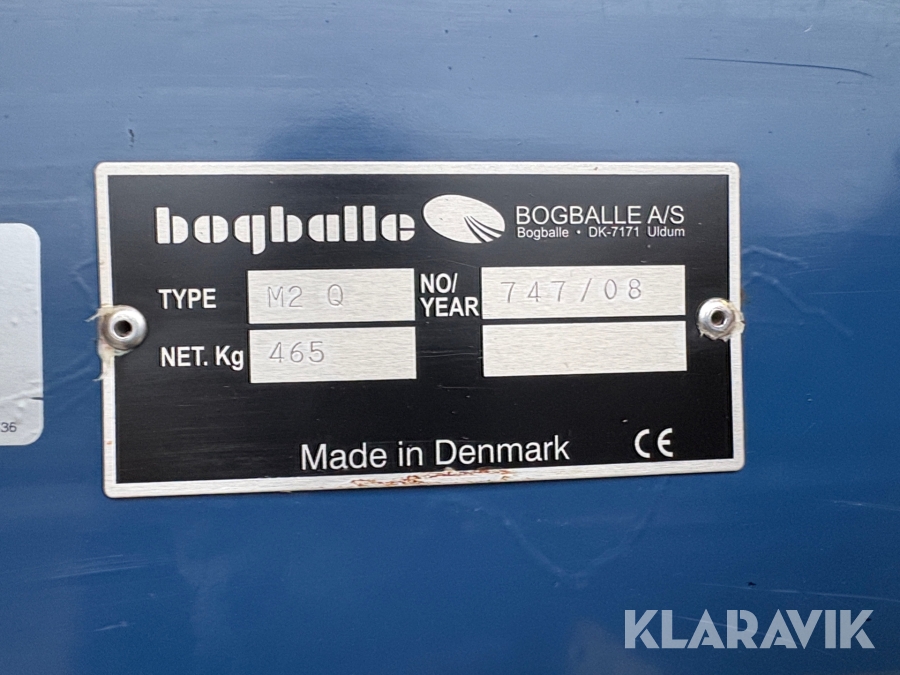 bogballe
BOGBALLE A/S
Bogballe • DK-7171 Uldum
TYPE M2 Q NO/YEAR 747/08
NET. Kg 465
Made in Denmark CE
36
KLARAVIK